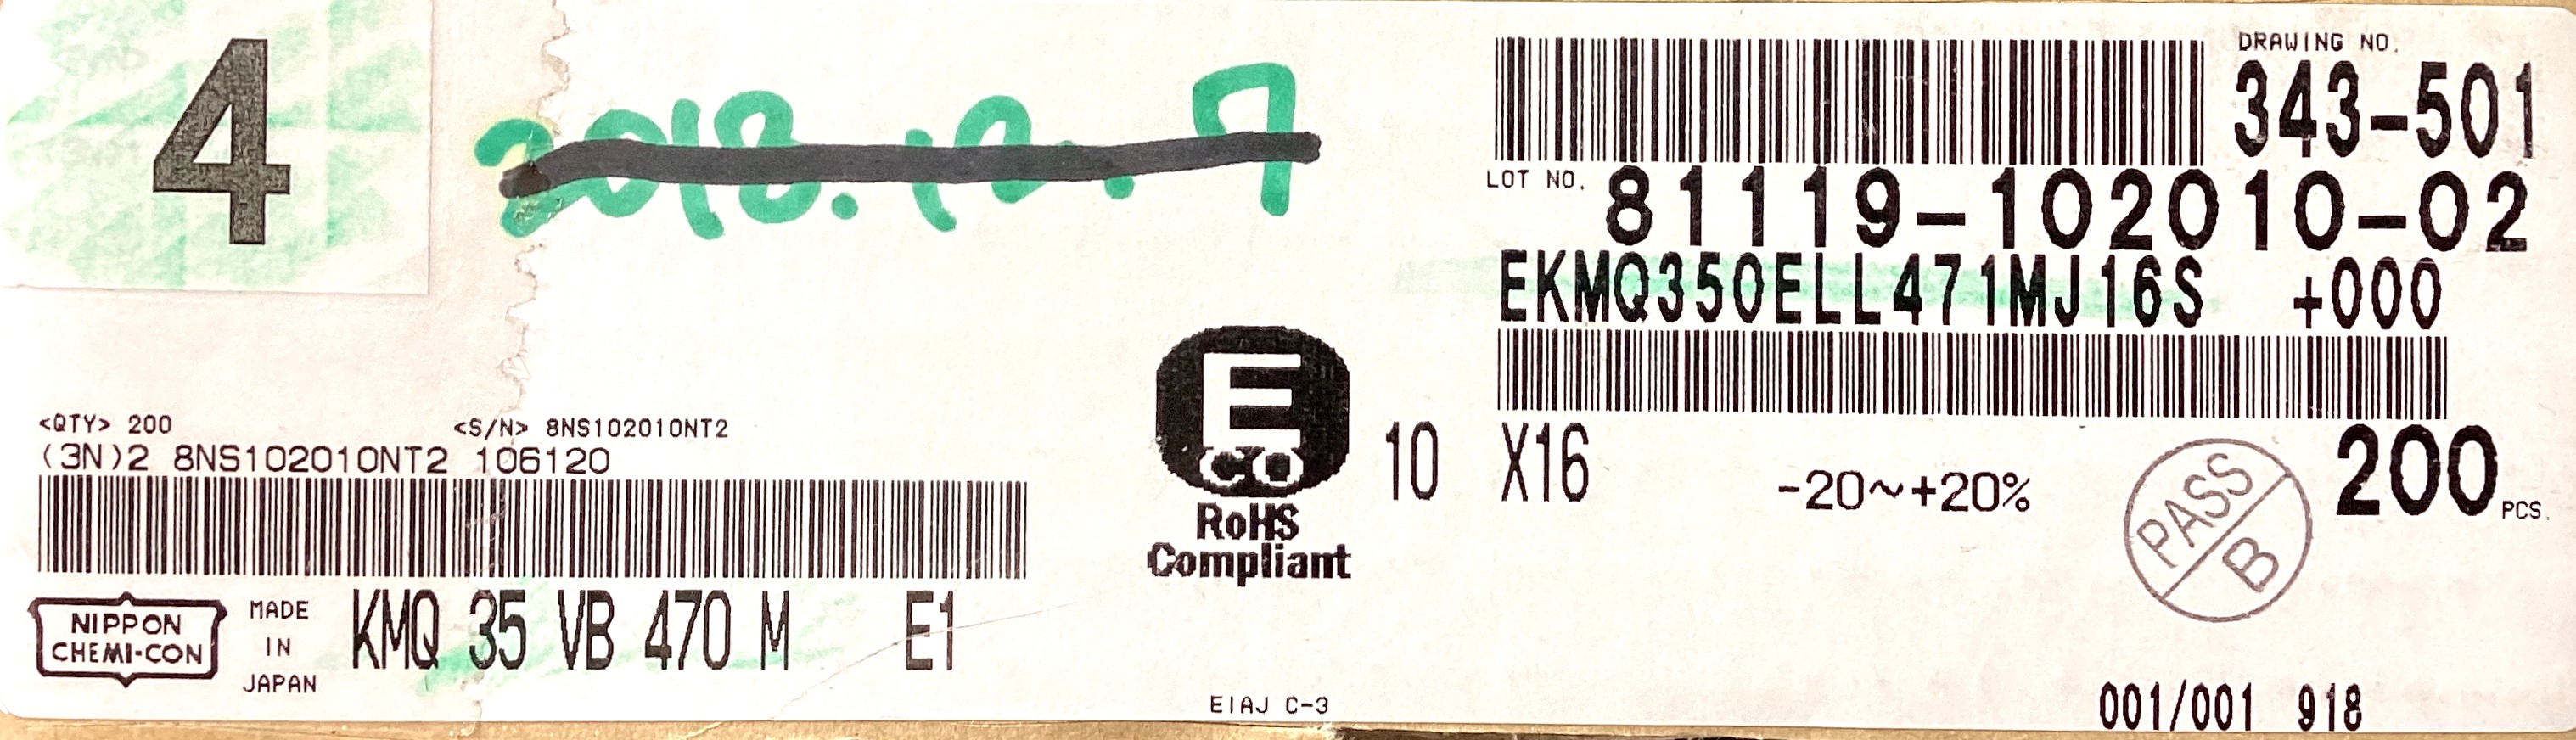 4
2018.12.7
DRAWING NO.
343-501
LOT NO. 81119-102010-02
EKMQ350ELL471MJ16S +000
<QTY> 200 <S/N> 8NS102010NT2
(3N)2 8NS102010NT2 106120
E
CO
RoHS
Compliant
10 X16 -20~+20% 200 PCS.
PASS
B
NIPPON
CHEMI-CON
MADE
IN
JAPAN
KMQ 35 VB 470 M E1
EIAJ C-3
001/001 918